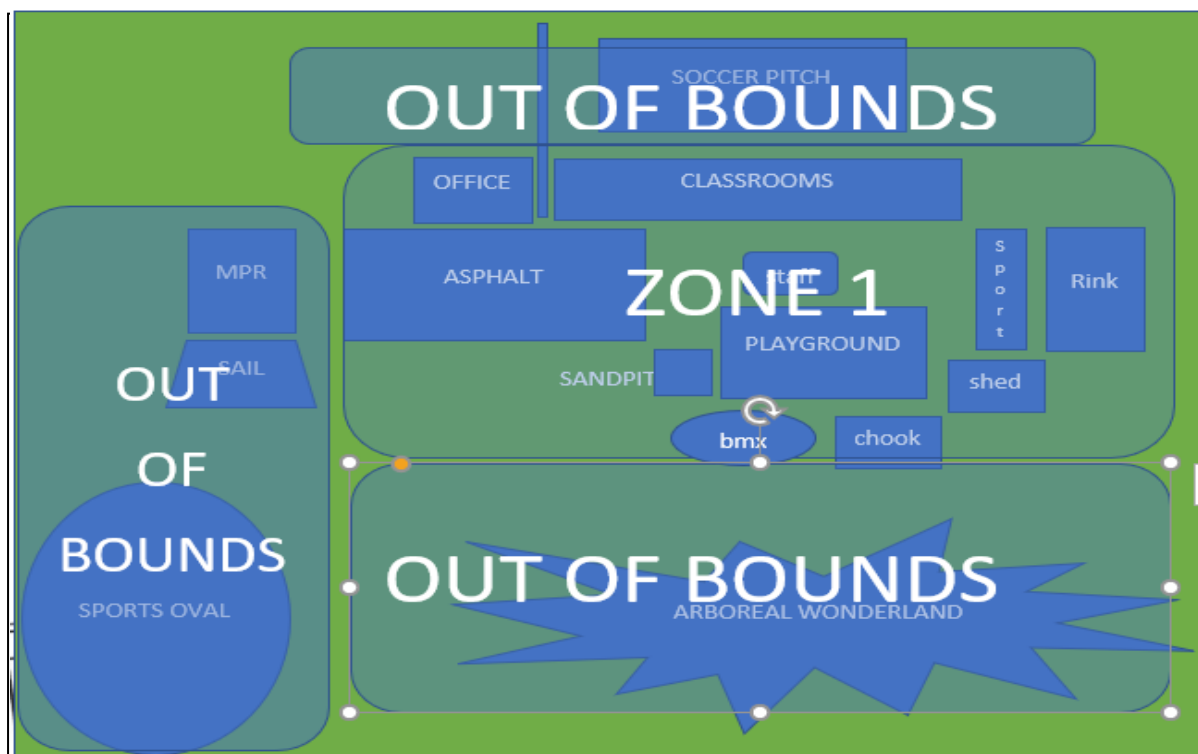 SOCCER PITCH
OUT OF BOUNDS
OFFICE
CLASSROOMS
MPR
ASPHALT
staff
ZONE 1
Sport
Rink
PLAYGROUND
SAIL
OUT
OF
BOUNDS
SANDPIT
shed
bmx
chook
OUT OF BOUNDS
SPORTS OVAL
ARBOREAL WONDERLAND